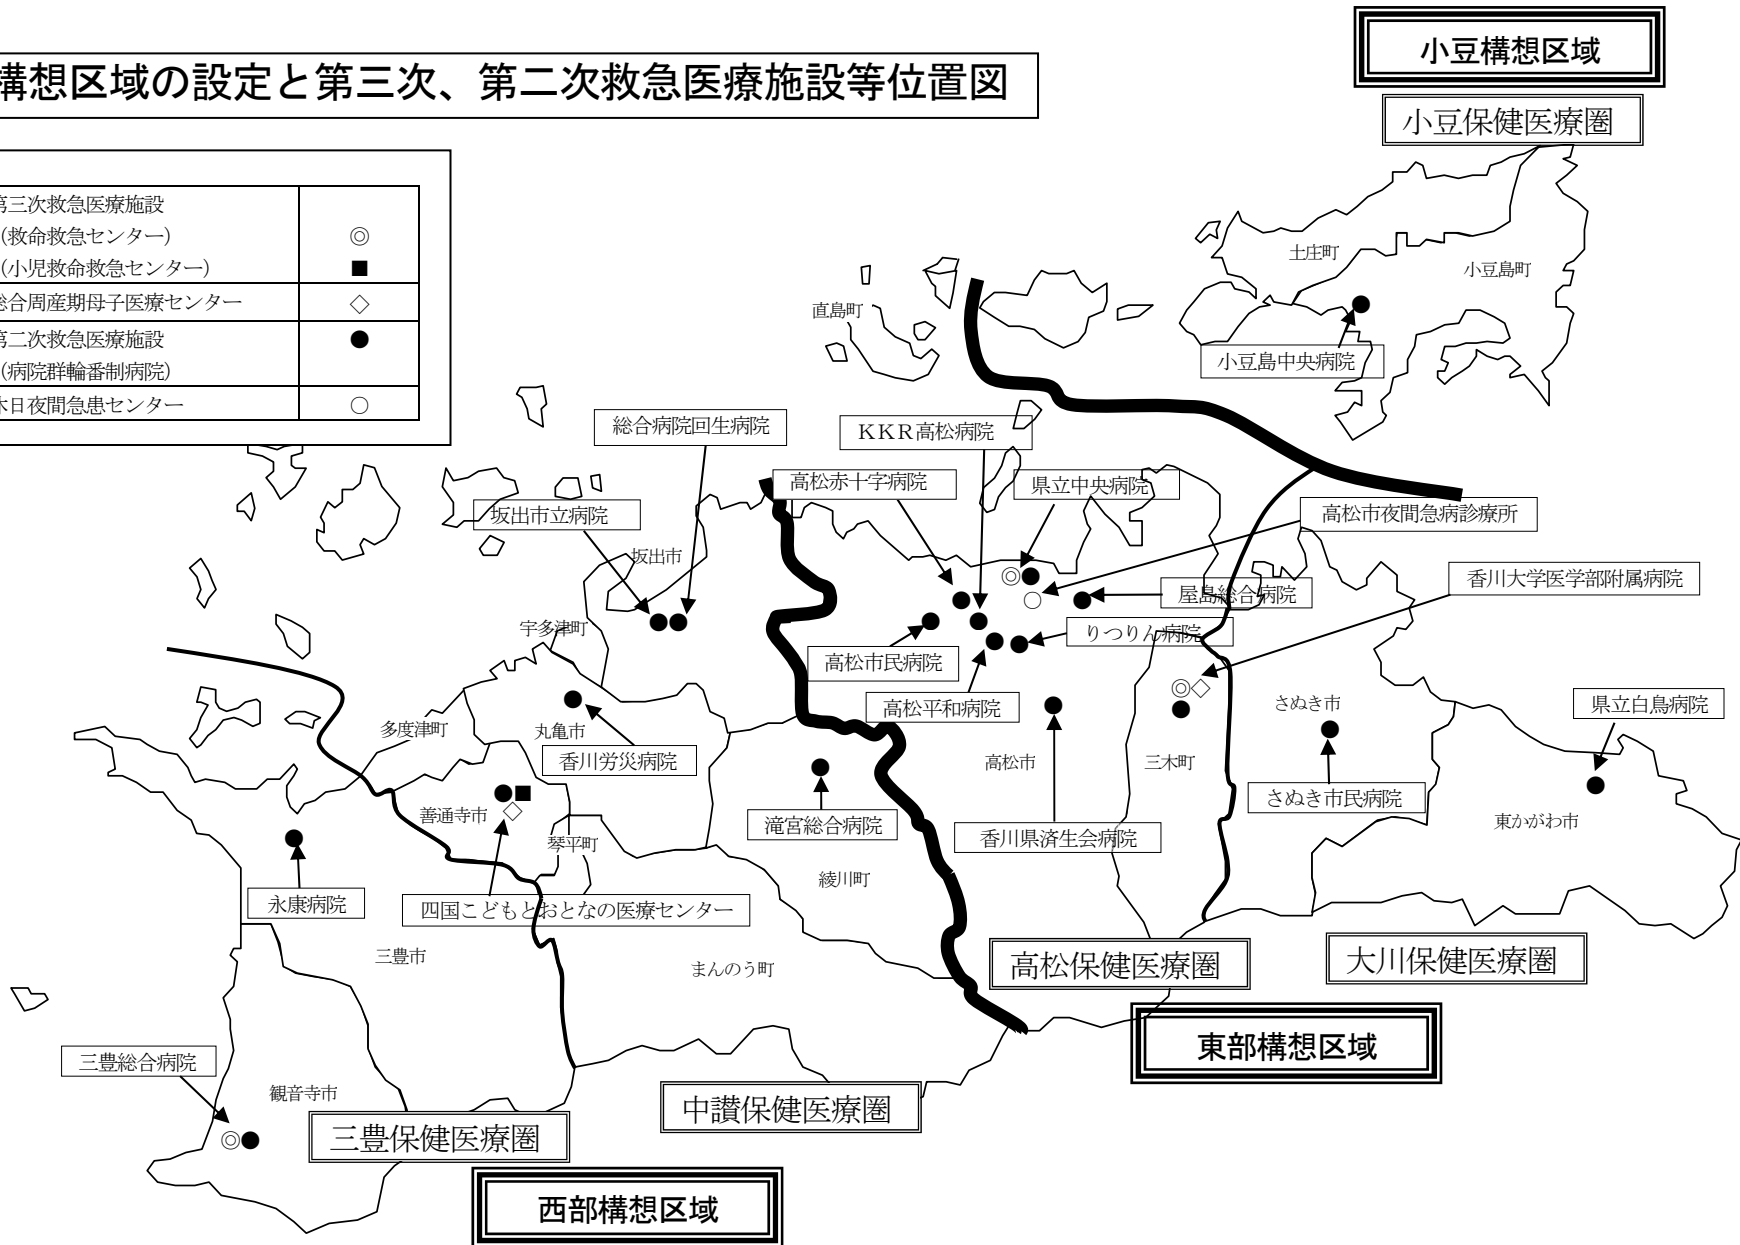 小豆構想区域
構想区域の設定と第三次、第二次救急医療施設等位置図
小豆保健医療圏
第三次救急医療施設
（救命救急センター） ◎
（小児救命救急センター） ■
総合周産期母子医療センター ◇
第二次救急医療施設 ●
（病院群輪番制病院）
休日夜間急患センター ○
土庄町
小豆島町
直島町
小豆島中央病院
総合病院回生病院
ＫＫＲ高松病院
高松赤十字病院
県立中央病院
坂出市立病院
高松市夜間急病診療所
坂出市
香川大学医学部附属病院
屋島総合病院
宇多津町
りつりん病院
高松市民病院
高松平和病院
さぬき市
県立白鳥病院
多度津町
丸亀市
香川労災病院
高松市
三木町
さぬき市民病院
善通寺市
滝宮総合病院
東かがわ市
琴平町
香川県済生会病院
綾川町
永康病院
四国こどもとおとなの医療センター
三豊市
まんのう町
高松保健医療圏
大川保健医療圏
東部構想区域
三豊総合病院
観音寺市
中讃保健医療圏
三豊保健医療圏
西部構想区域